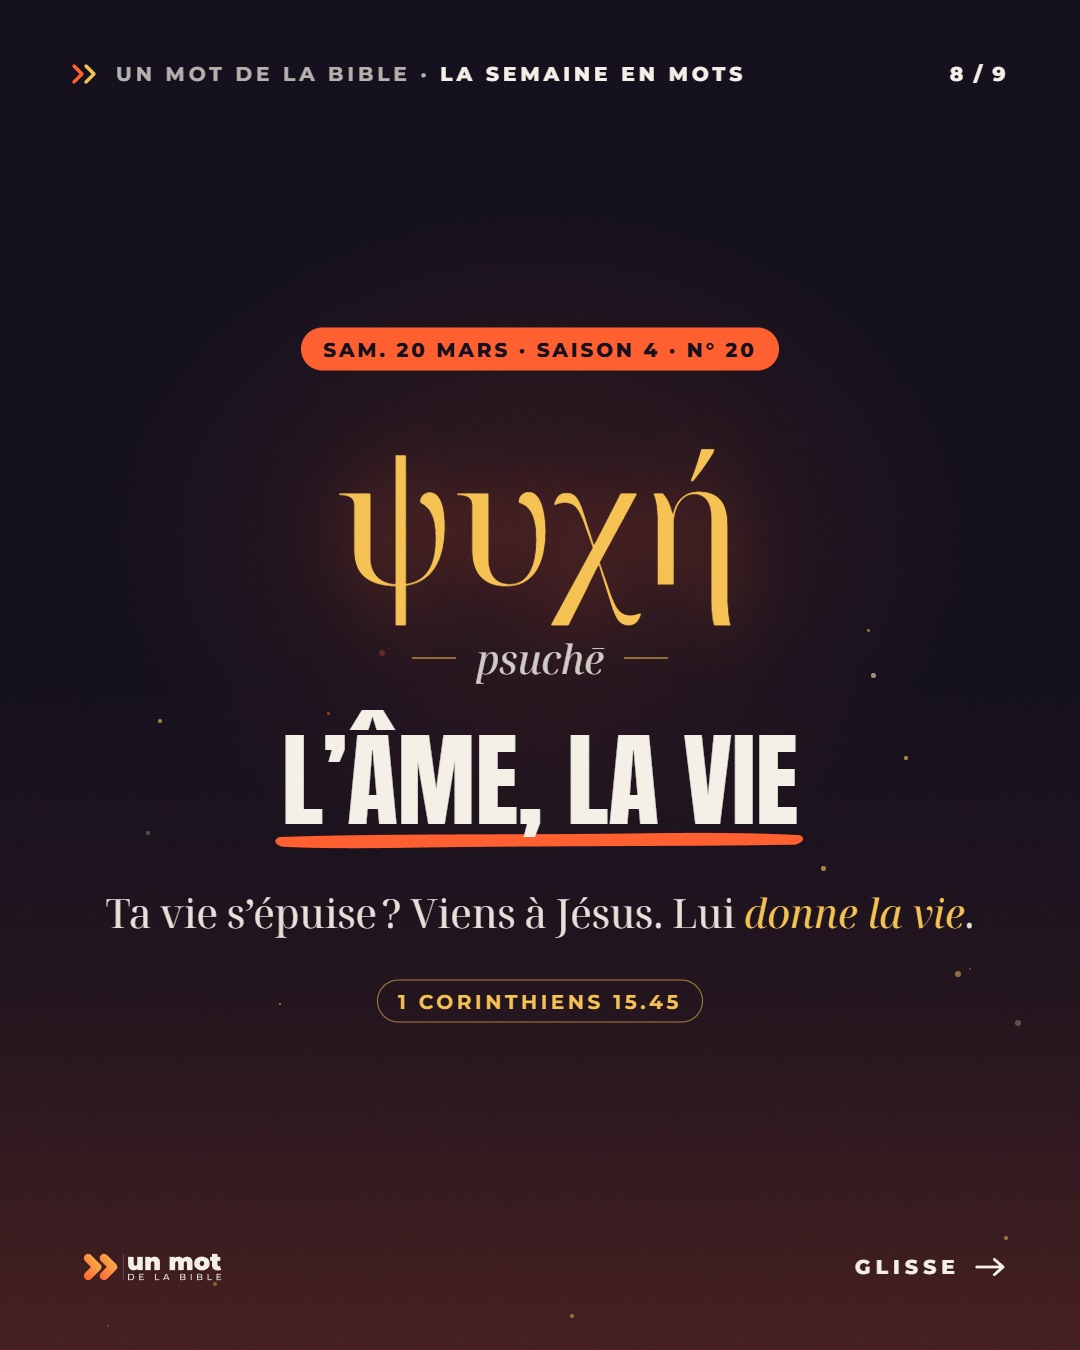 UN MOT DE LA BIBLE · LA SEMAINE EN MOTS
8 / 9
SAM. 20 MARS · SAISON 4 · N° 20
ψυχή
psuchē
L’ÂME, LA VIE
Ta vie s’épuise ? Viens à Jésus. Lui donne la vie.
1 CORINTHIENS 15.45
un mot
DE LA BIBLE
GLISSE →